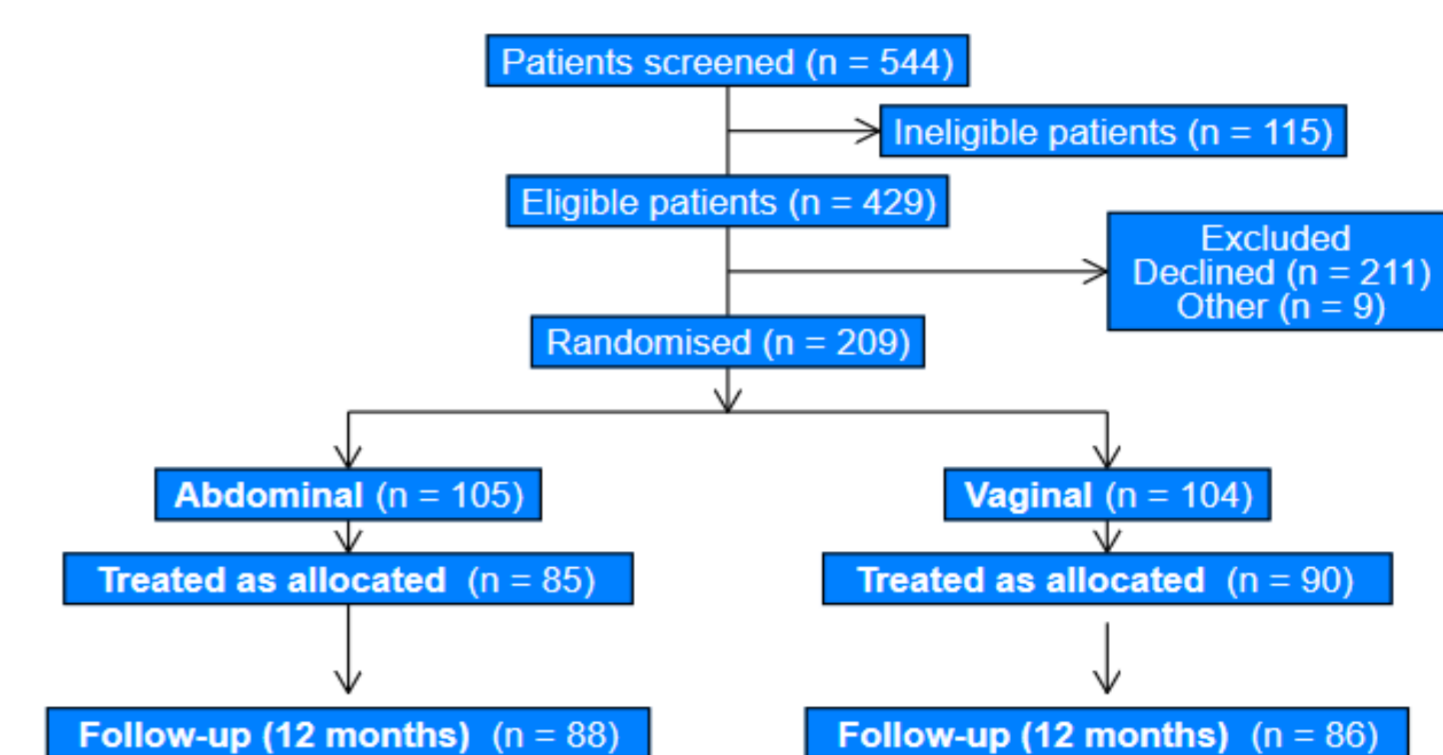 Patients screened (n = 544)
Ineligible patients (n = 115)
Eligible patients (n = 429)
Excluded
Declined (n = 211)
Other (n = 9)
Randomised (n = 209)
Abdominal (n = 105)
Vaginal (n = 104)
Treated as allocated (n = 85)
Treated as allocated (n = 90)
Follow-up (12 months) (n = 88)
Follow-up (12 months) (n = 86)